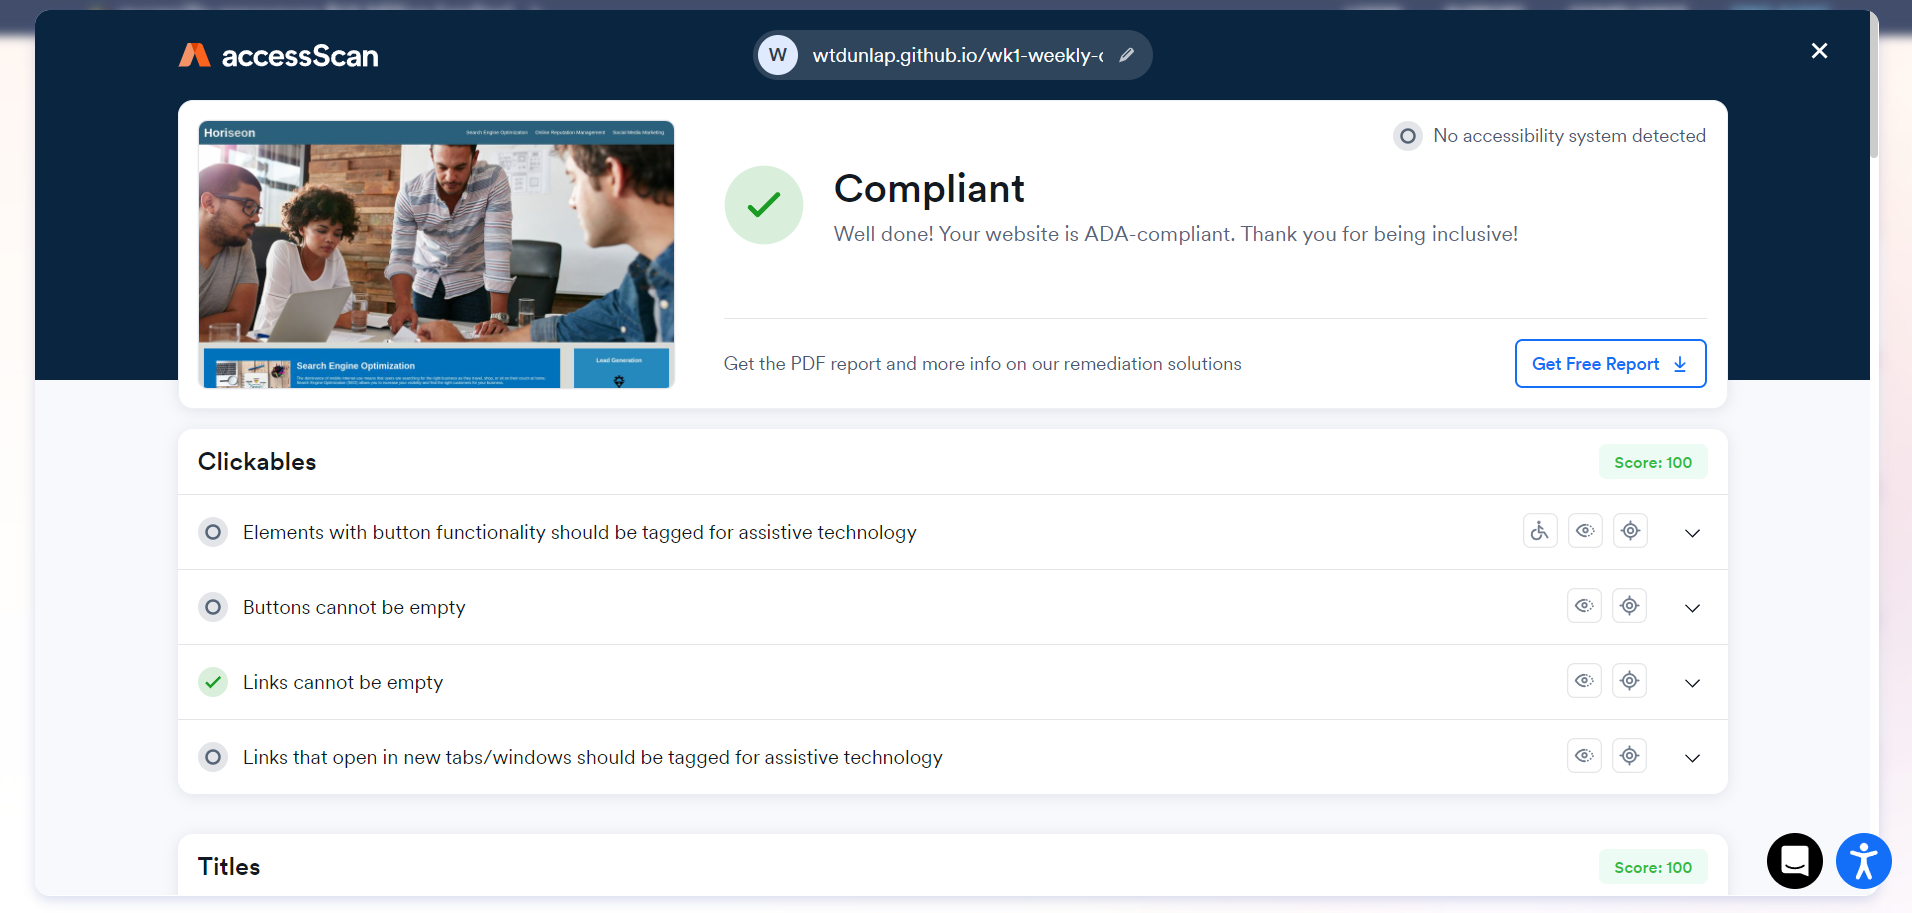 accessScan
W
wtdunlap.github.io/wk1-weekly-c
No accessibility system detected
Horiseon
Search Engine Optimization Online Reputation Management Social Media Marketing
Compliant
Well done! Your website is ADA-compliant. Thank you for being inclusive!
Search Engine Optimization
Lead Generation
Get the PDF report and more info on our remediation solutions
Get Free Report
Clickables
Score: 100
Elements with button functionality should be tagged for assistive technology
Buttons cannot be empty
Links cannot be empty
Links that open in new tabs/windows should be tagged for assistive technology
Titles
Score: 100